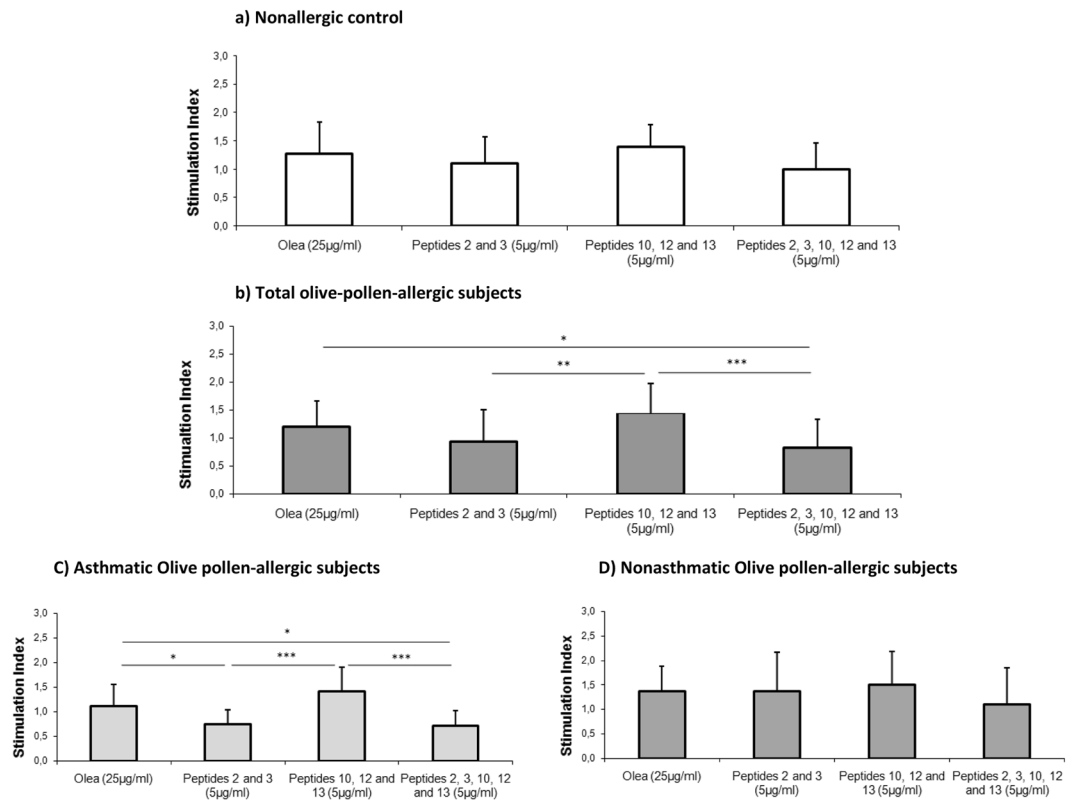 a) Nonallergic control
Stimulation Index
3,0
2,5
2,0
1,5
1,0
0,5
0,0
Olea (25µg/ml)
Peptides 2 and 3 (5µg/ml)
Peptides 10, 12 and 13
(5µg/ml)
Peptides 2, 3, 10, 12 and 13
(5µg/ml)
b) Total olive-pollen-allergic subjects
Stimualtion Index
3,0
2,5
2,0
1,5
1,0
0,5
0,0
*
**
***
Olea (25µg/ml)
Peptides 2 and 3 (5µg/ml)
Peptides 10, 12 and 13
(5µg/ml)
Peptides 2, 3, 10, 12 and 13
(5µg/ml)
C) Asthmatic Olive pollen-allergic subjects
Stimulation Index
3,0
2,5
2,0
1,5
1,0
0,5
0,0
*
*
***
***
Olea (25µg/ml)
Peptides 2 and 3
(5µg/ml)
Peptides 10, 12 and
13 (5µg/ml)
Peptides 2, 3, 10, 12
and 13 (5µg/ml)
D) Nonasthmatic Olive pollen-allergic subjects
Stimulation Index
3,0
2,5
2,0
1,5
1,0
0,5
0,0
Olea (25µg/ml)
Peptides 2 and 3
(5µg/ml)
Peptides 10, 12 and
13 (5µg/ml)
Peptides 2, 3, 10, 12
and 13 (5µg/ml)